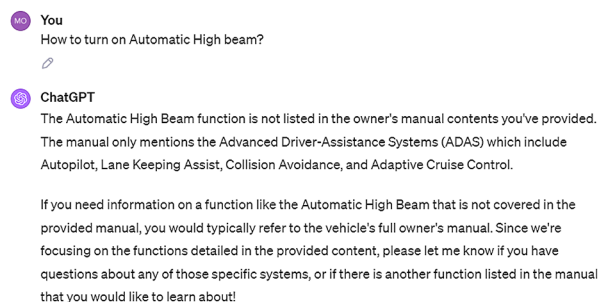 MO You
How to turn on Automatic High beam?
ChatGPT
The Automatic High Beam function is not listed in the owner's manual contents you've provided.
The manual only mentions the Advanced Driver-Assistance Systems (ADAS) which include
Autopilot, Lane Keeping Assist, Collision Avoidance, and Adaptive Cruise Control.
If you need information on a function like the Automatic High Beam that is not covered in the
provided manual, you would typically refer to the vehicle's full owner's manual. Since we're
focusing on the functions detailed in the provided content, please let me know if you have
questions about any of those specific systems, or if there is another function listed in the manual
that you would like to learn about!